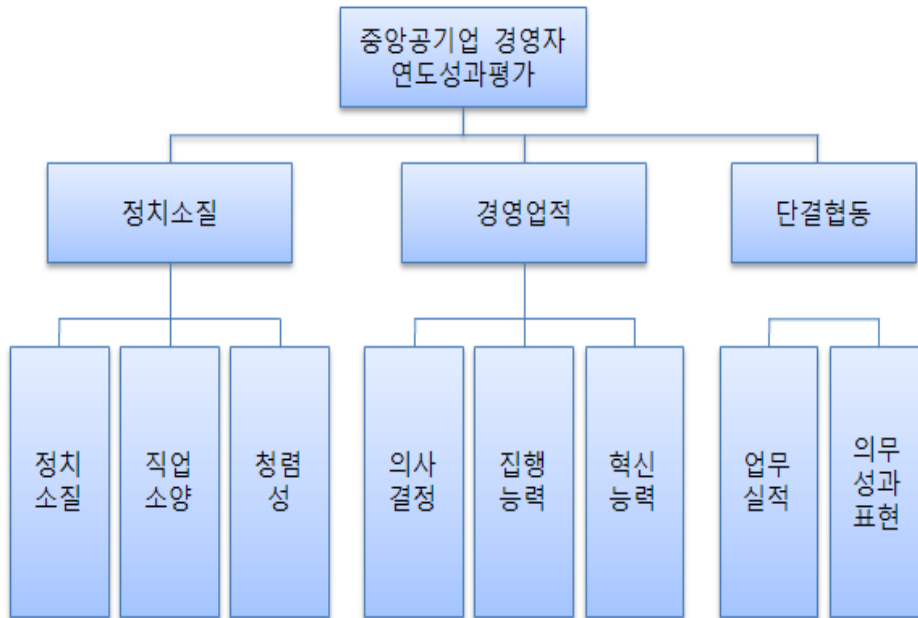 중앙공기업 경영자
연도성과평가
정치소질
경영업적
단결협동
정치
소질
직업
소양
청렴
성
의사
결정
집행
능력
혁신
능력
업무
실적
의무
성과
표현